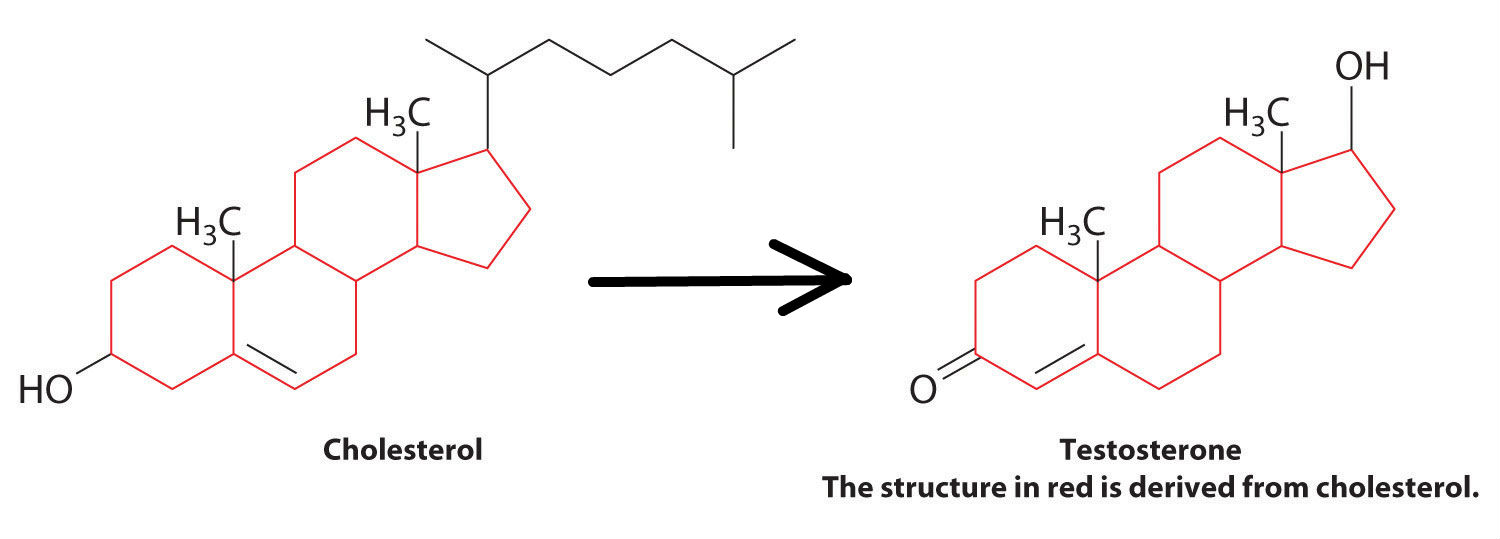 OH
H₃C
H₃C
H₃C
H₃C
HO
O
Cholesterol
Testosterone
The structure in red is derived from cholesterol.